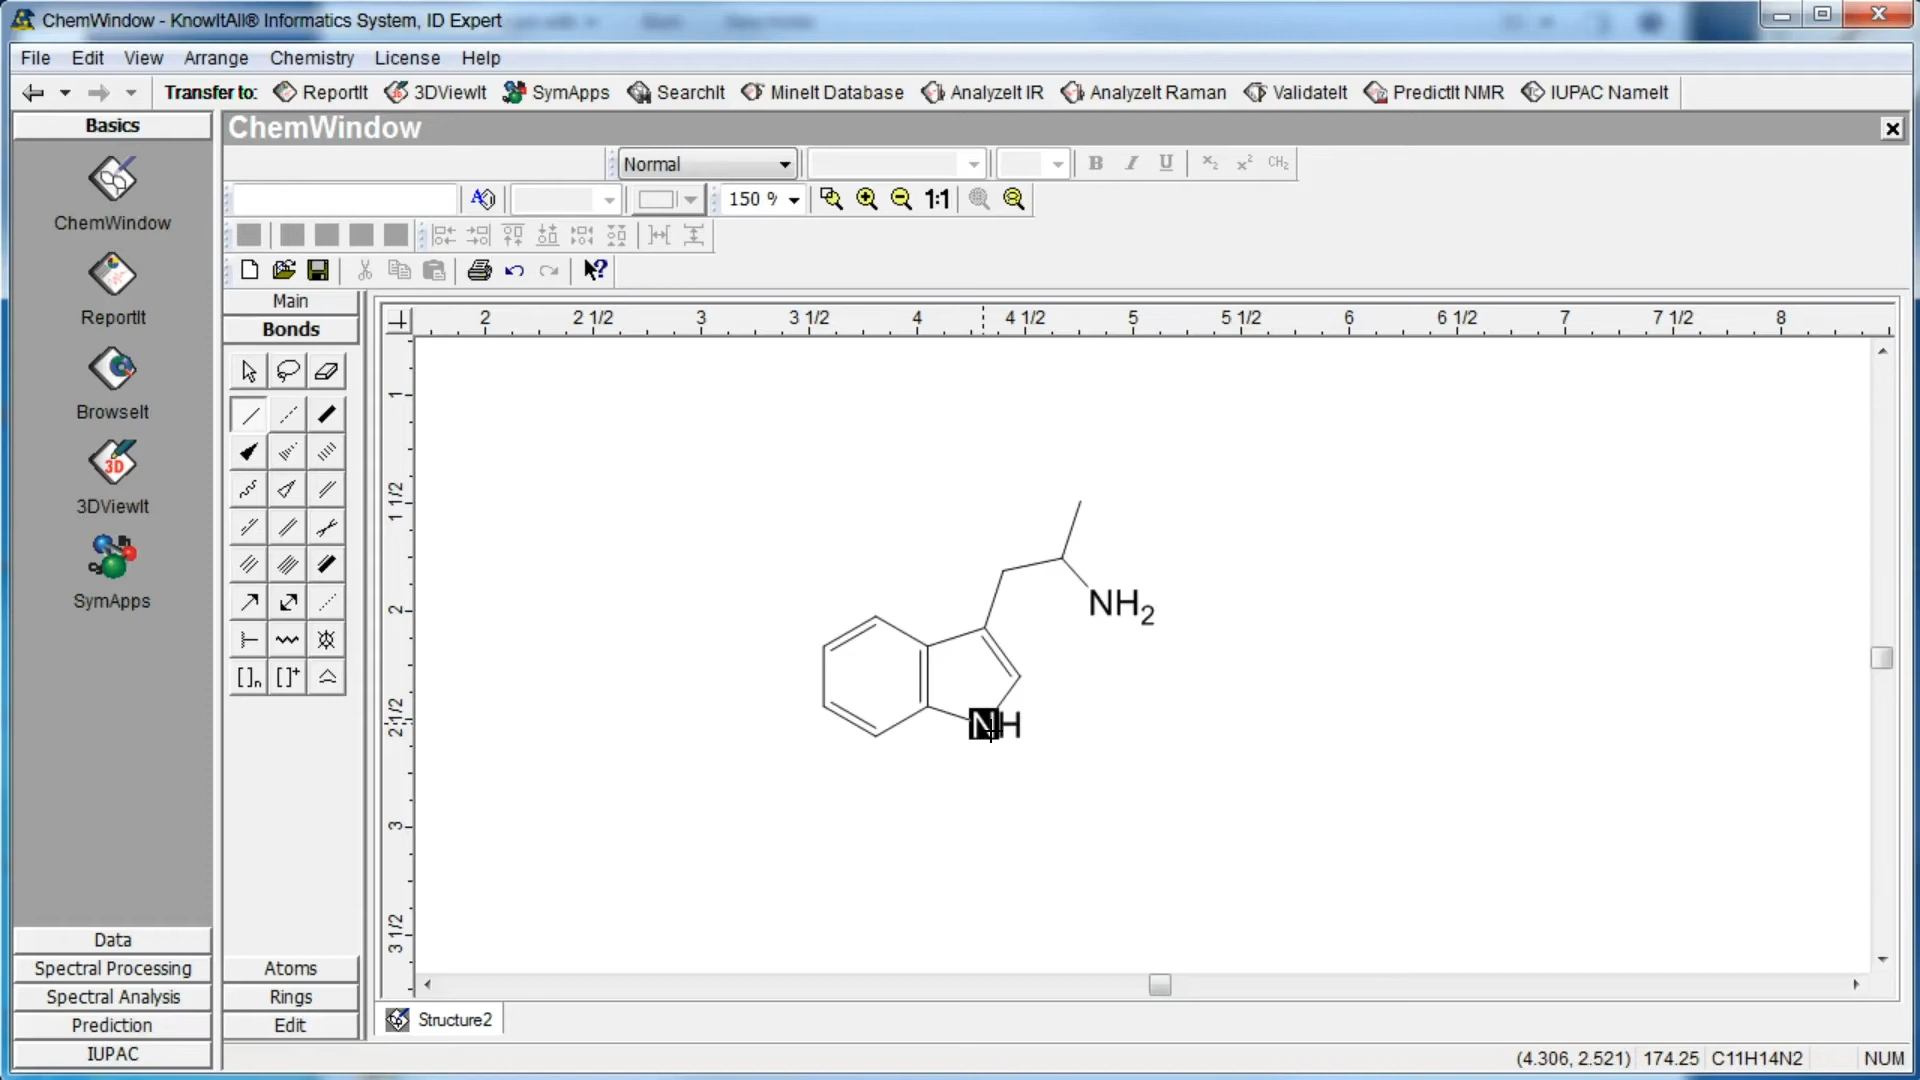 ChemWindow - KnowItAll® Informatics System, ID Expert
File Edit View Arrange Chemistry License Help
Transfer to: ReportIt 3DViewIt SymApps SearchIt MineIt Database AnalyzeIt IR AnalyzeIt Raman ValidateIt PredictIt NMR IUPAC NameIt
Basics
ChemWindow
Normal
B I U X₂ X² CH₂
150 % 1:1
Main
Bonds
2 2 1/2 3 3 1/2 4 4 1/2 5 5 1/2 6 6 1/2 7 7 1/2 8
1
1 1/2
2
2 1/2
3
3 1/2
ChemWindow
ReportIt
BrowseIt
3D
3DViewIt
SymApps
[]n []+
NH₂
NH
Data
Spectral Processing
Spectral Analysis
Prediction
IUPAC
Atoms
Rings
Edit
Structure2
(4.306, 2.521) 174.25 C11H14N2 NUM